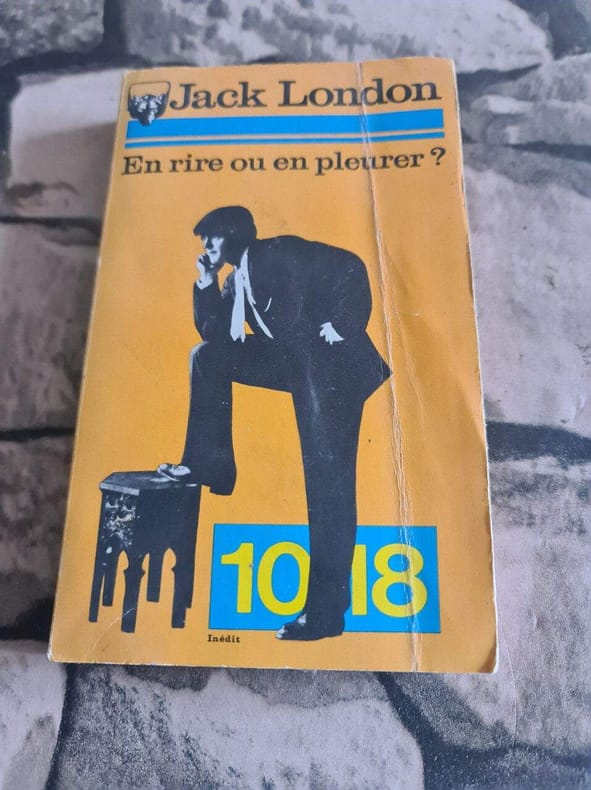 Jack London
En rire ou en pleurer ?
10 18
Inédit